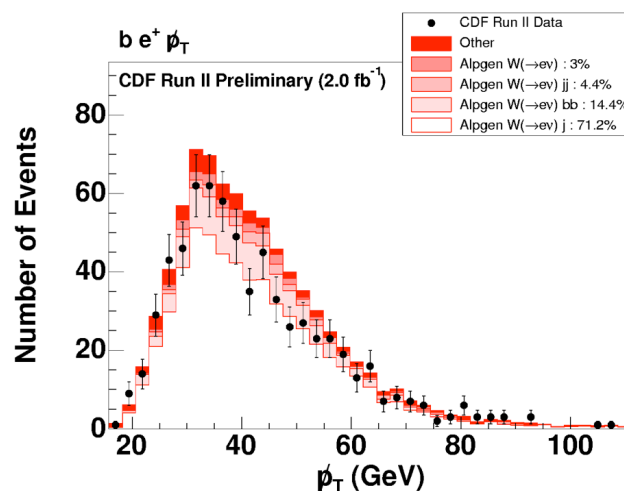 b e⁺ p̸_T
CDF Run II Preliminary (2.0 fb⁻¹)
CDF Run II Data
Other
Alpgen W(→eν) : 3%
Alpgen W(→eν) jj : 4.4%
Alpgen W(→eν) bb : 14.4%
Alpgen W(→eν) j : 71.2%
Number of Events
80
60
40
20
0
20 40 60 80 100
p̸_T (GeV)